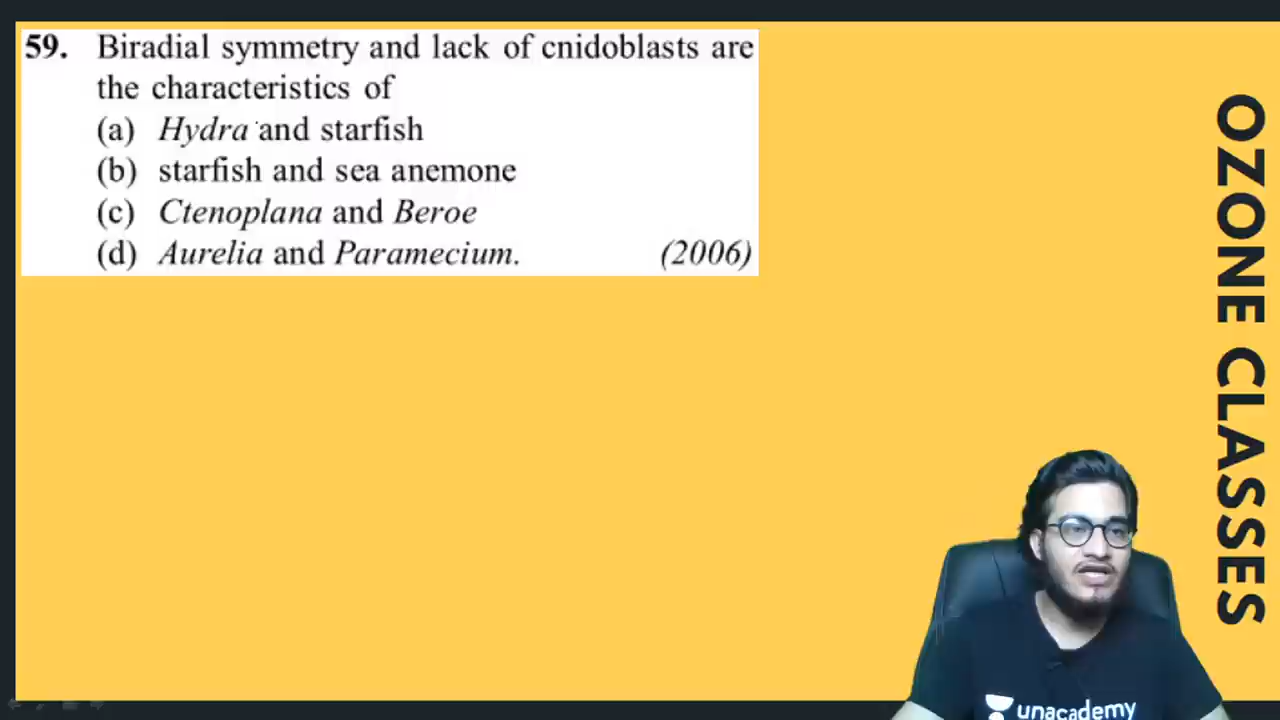 59. Biradial symmetry and lack of cnidoblasts are
the characteristics of
(a) Hydra and starfish
(b) starfish and sea anemone
(c) Ctenoplana and Beroe
(d) Aurelia and Paramecium. (2006)
OZONE CLASSES
unacademy